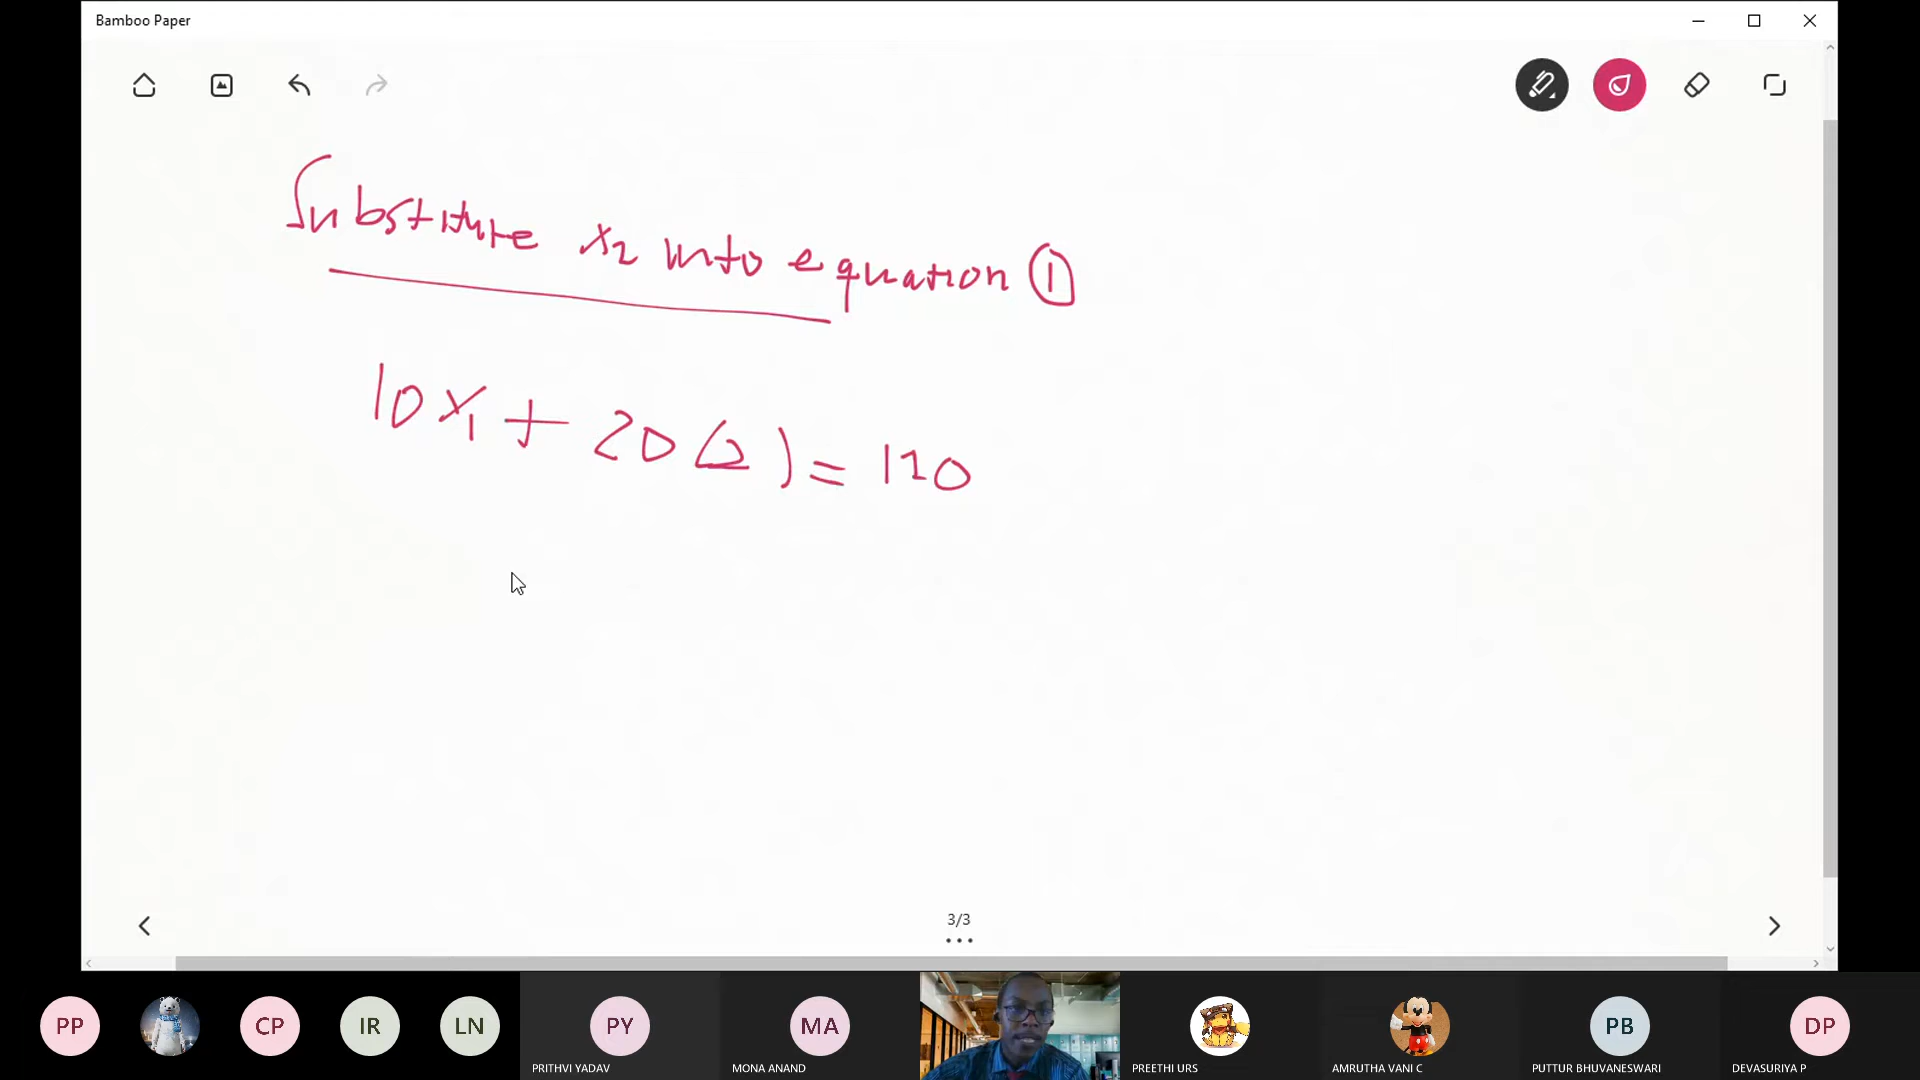 Bamboo Paper
Substitute x₂ into equation ①
10x₁ + 20(2) = 120
3/3
PP
CP
IR
LN
PY
MA
PB
DP
PRITHVI YADAV
MONA ANAND
PREETHI URS
AMRUTHA VANI C
PUTTUR BHUVANESWARI
DEVASURIYA P